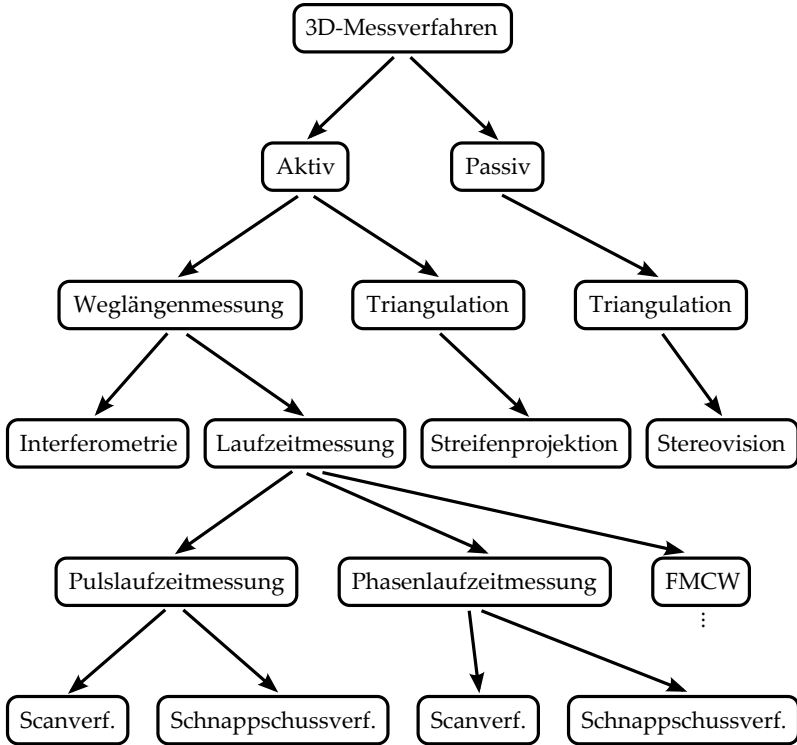 3D-Messverfahren
Aktiv
Passiv
Weglängenmessung
Triangulation
Triangulation
Interferometrie
Laufzeitmessung
Streifenprojektion
Stereovision
Pulslaufzeitmessung
Phasenlaufzeitmessung
FMCW
...
Scanverf.
Schnappschussverf.
Scanverf.
Schnappschussverf.